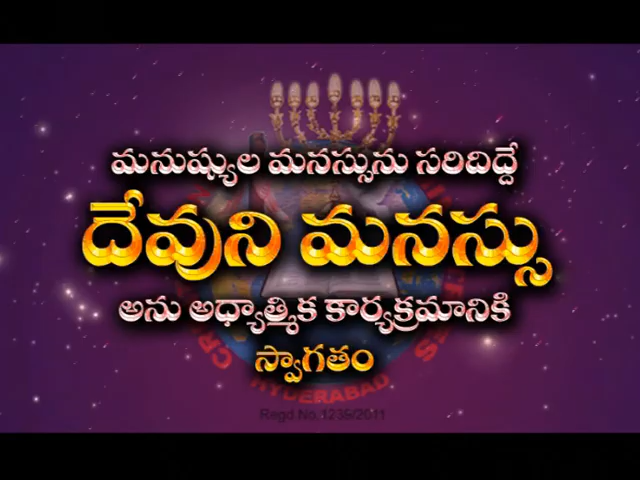 మనుష్యుల మనస్సును సరిదిద్దే
దేవుని మనస్సు
అను అధ్యాత్మిక కార్యక్రమానికి
స్వాగతం
HYDERABAD
Regd.No.1239/2011